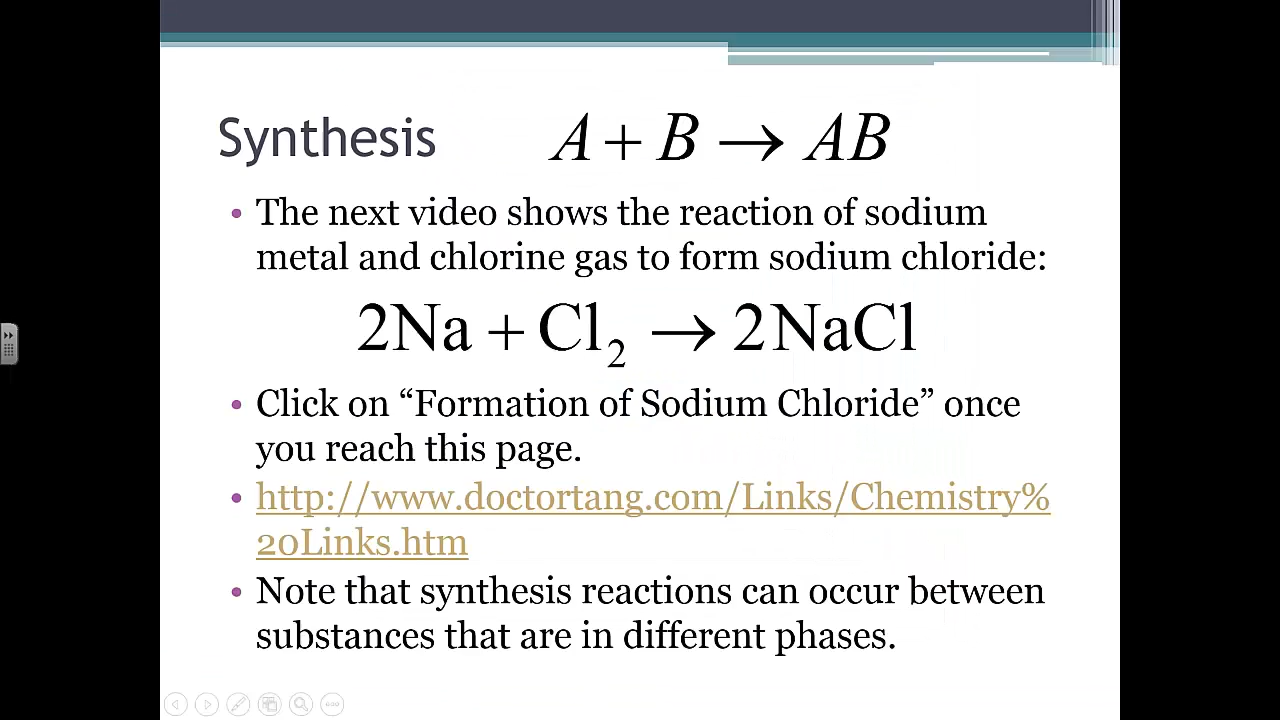 Synthesis A + B → AB
• The next video shows the reaction of sodium
metal and chlorine gas to form sodium chloride:
2Na + Cl₂ → 2NaCl
• Click on “Formation of Sodium Chloride” once
you reach this page.
• http://www.doctortang.com/Links/Chemistry%
20Links.htm
• Note that synthesis reactions can occur between
substances that are in different phases.